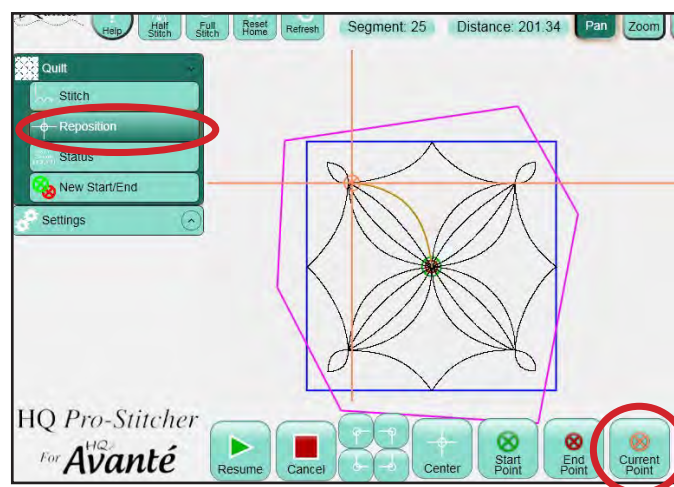 Help
Half
Stitch
Full
Stitch
Reset
Home
Refresh
Segment: 25
Distance: 201.34
Pan
Zoom
Quilt
Stitch
Reposition
Status
New Start/End
Settings
HQ Pro-Stitcher
For HQ Avanté
Resume
Cancel
Center
Start
Point
End
Point
Current
Point